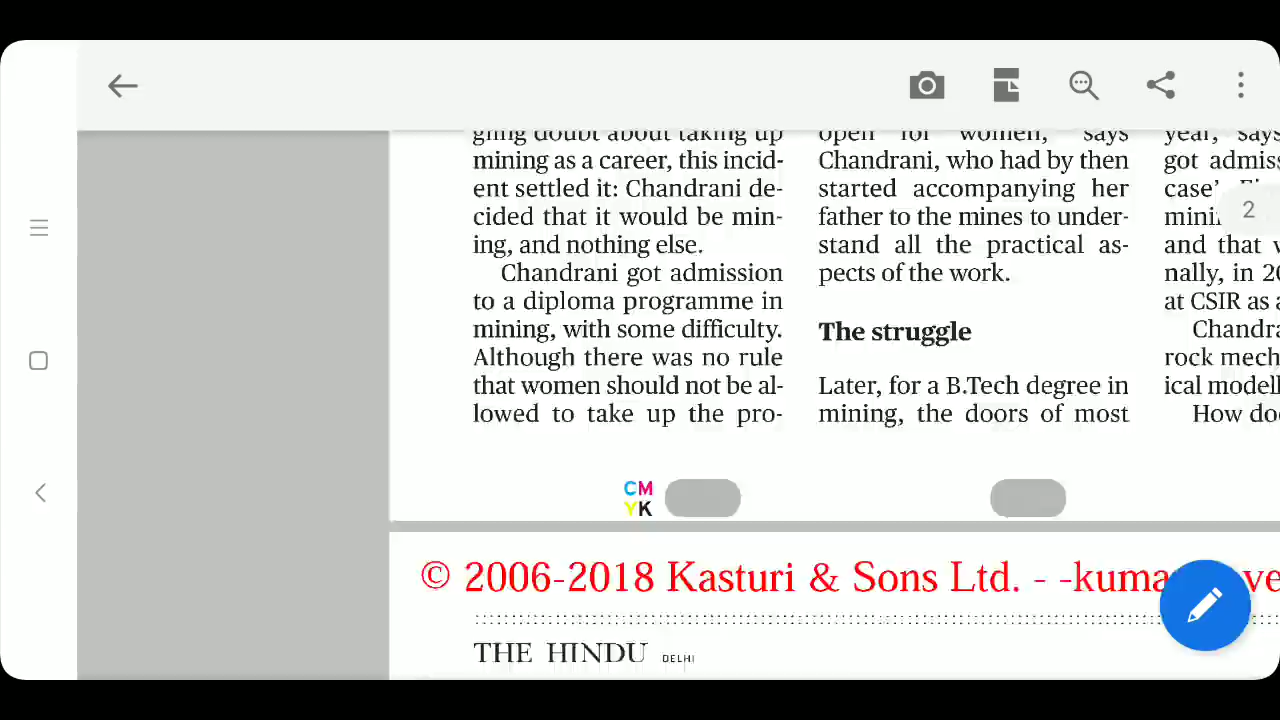 ging doubt about taking up
mining as a career, this incid-
ent settled it: Chandrani de-
cided that it would be min-
ing, and nothing else.
Chandrani got admission
to a diploma programme in
mining, with some difficulty.
Although there was no rule
that women should not be al-
lowed to take up the pro-
open for women," says
Chandrani, who had by then
started accompanying her
father to the mines to under-
stand all the practical as-
pects of the work.
The struggle
Later, for a B.Tech degree in
mining, the doors of most
year, says
got admiss
case'
mini
and that w
nally, in 20
at CSIR as a
Chandra
rock mech
ical modell
How doe
2
CM
YK
© 2006-2018 Kasturi & Sons Ltd. - -kuma ve
THE HINDU DELHI